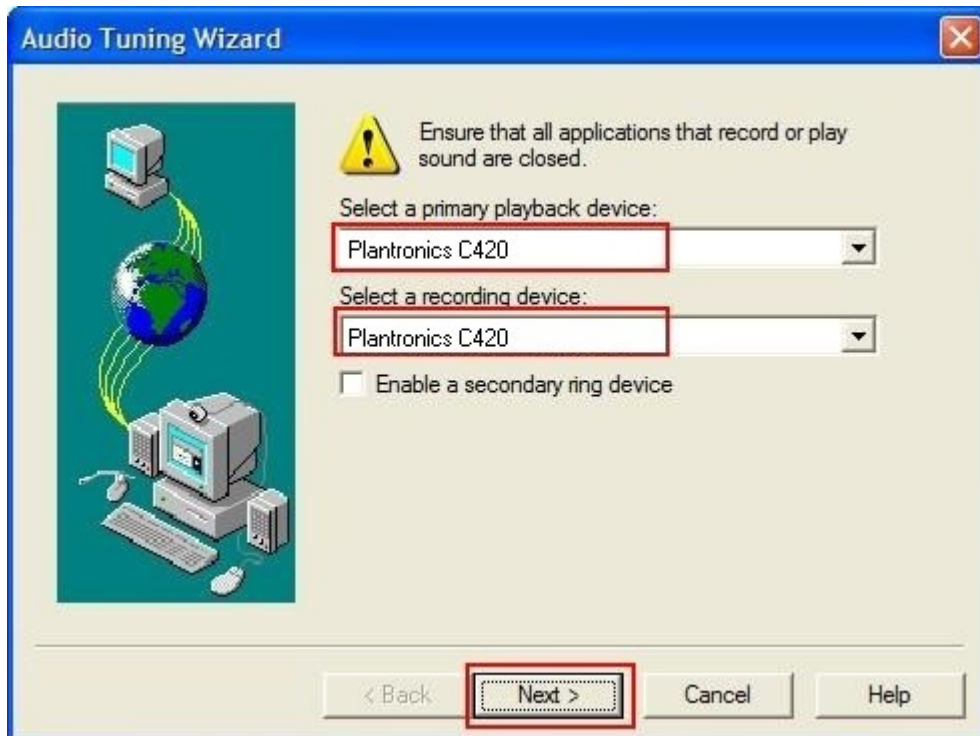 Audio Tuning Wizard
Ensure that all applications that record or play
sound are closed.
Select a primary playback device:
Plantronics C420
Select a recording device:
Plantronics C420
Enable a secondary ring device
< Back
Next >
Cancel
Help